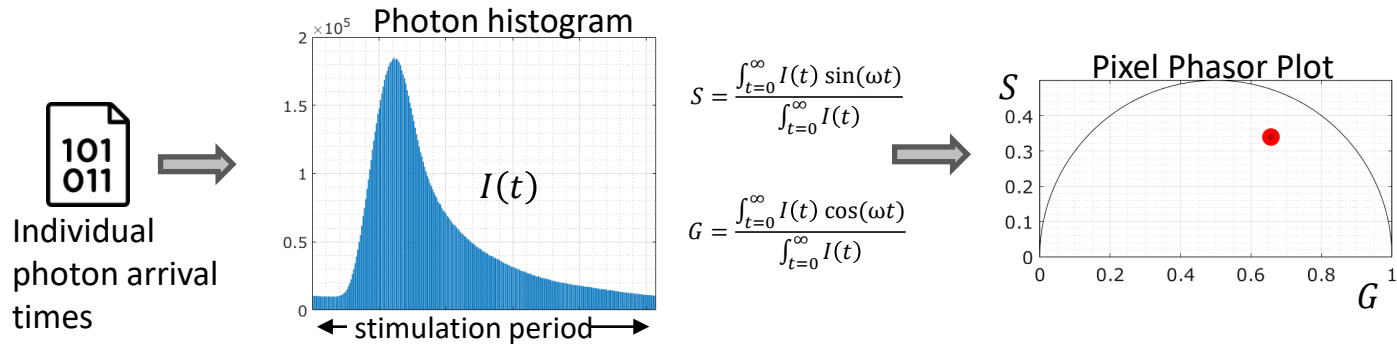 101
011
Individual
photon arrival
times
Photon histogram
×10⁵
2
1.5
1
0.5
0
I(t)
stimulation period
S = ∫_{t=0}^{∞} I(t) sin(ωt) / ∫_{t=0}^{∞} I(t)
G = ∫_{t=0}^{∞} I(t) cos(ωt) / ∫_{t=0}^{∞} I(t)
Pixel Phasor Plot
S
0.4
0.3
0.2
0.1
0
0 0.2 0.4 0.6 0.8 1
G